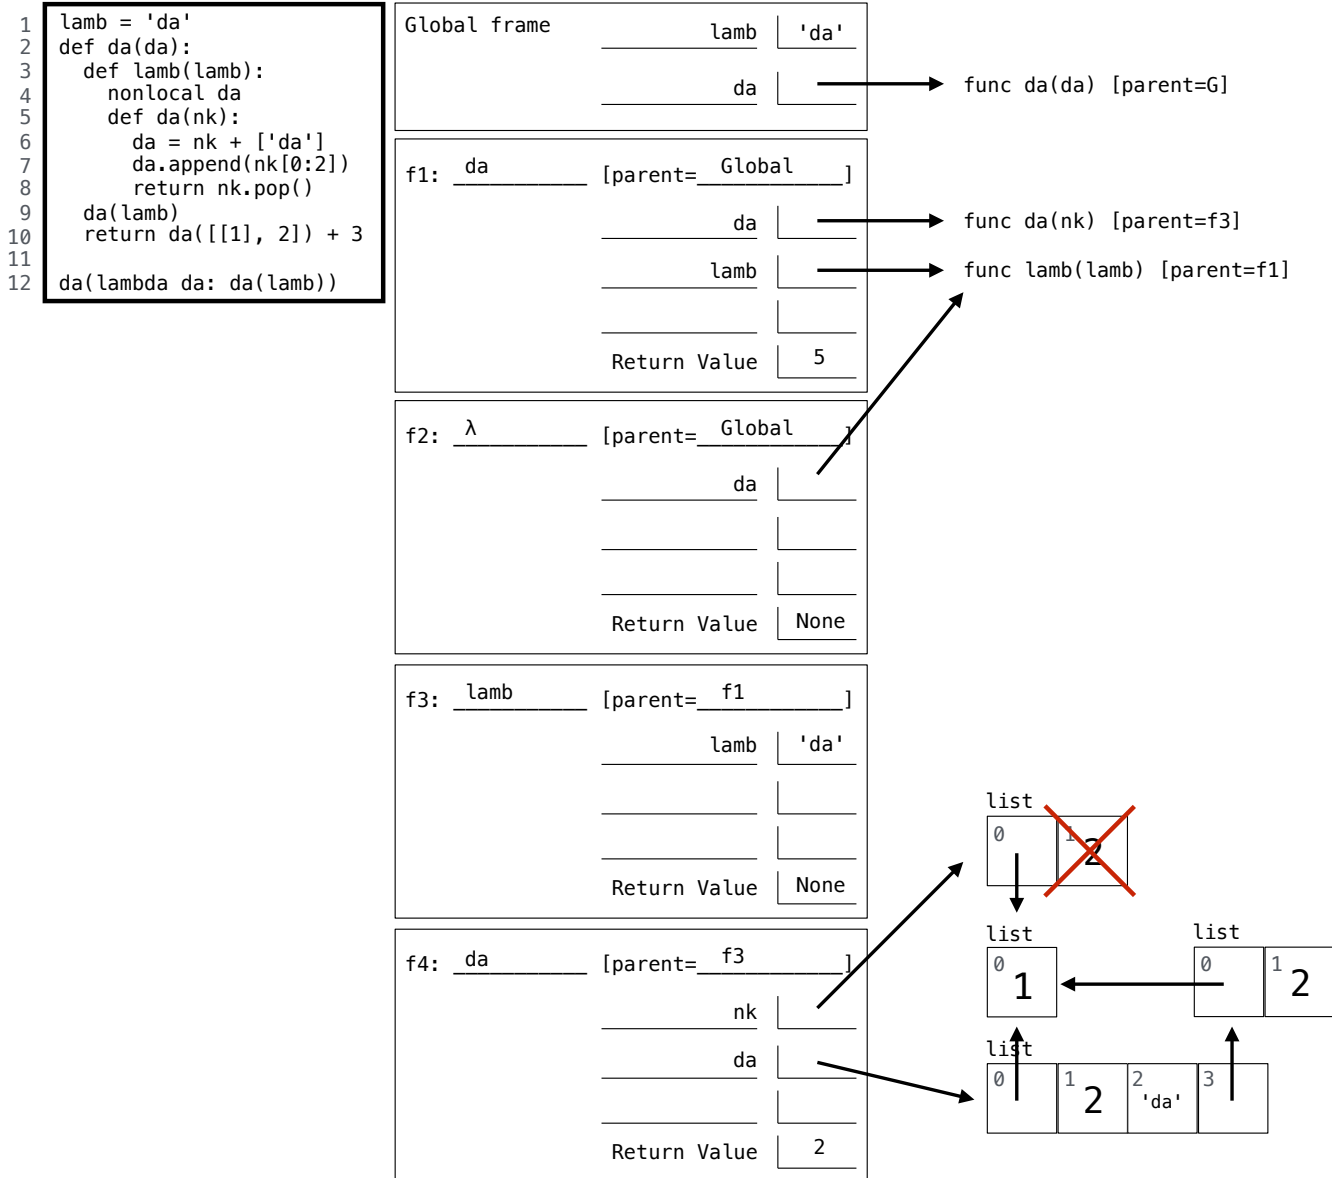 1 lamb = 'da'
2 def da(da):
3   def lamb(lamb):
4     nonlocal da
5     def da(nk):
6       da = nk + ['da']
7       da.append(nk[0:2])
8       return nk.pop()
9   da(lamb)
10   return da([[1], 2]) + 3
11
12 da(lambda da: da(lamb))
Global frame
lamb 'da'
da
func da(da) [parent=G]
f1: da [parent=Global]
da
func da(nk) [parent=f3]
lamb
func lamb(lamb) [parent=f1]
Return Value 5
f2: λ [parent=Global]
da
Return Value None
f3: lamb [parent=f1]
lamb 'da'
Return Value None
f4: da [parent=f3]
nk
da
Return Value 2
list
0 1 2
list
0 1
list
0 1 2
list
0 1 2 2 'da' 3